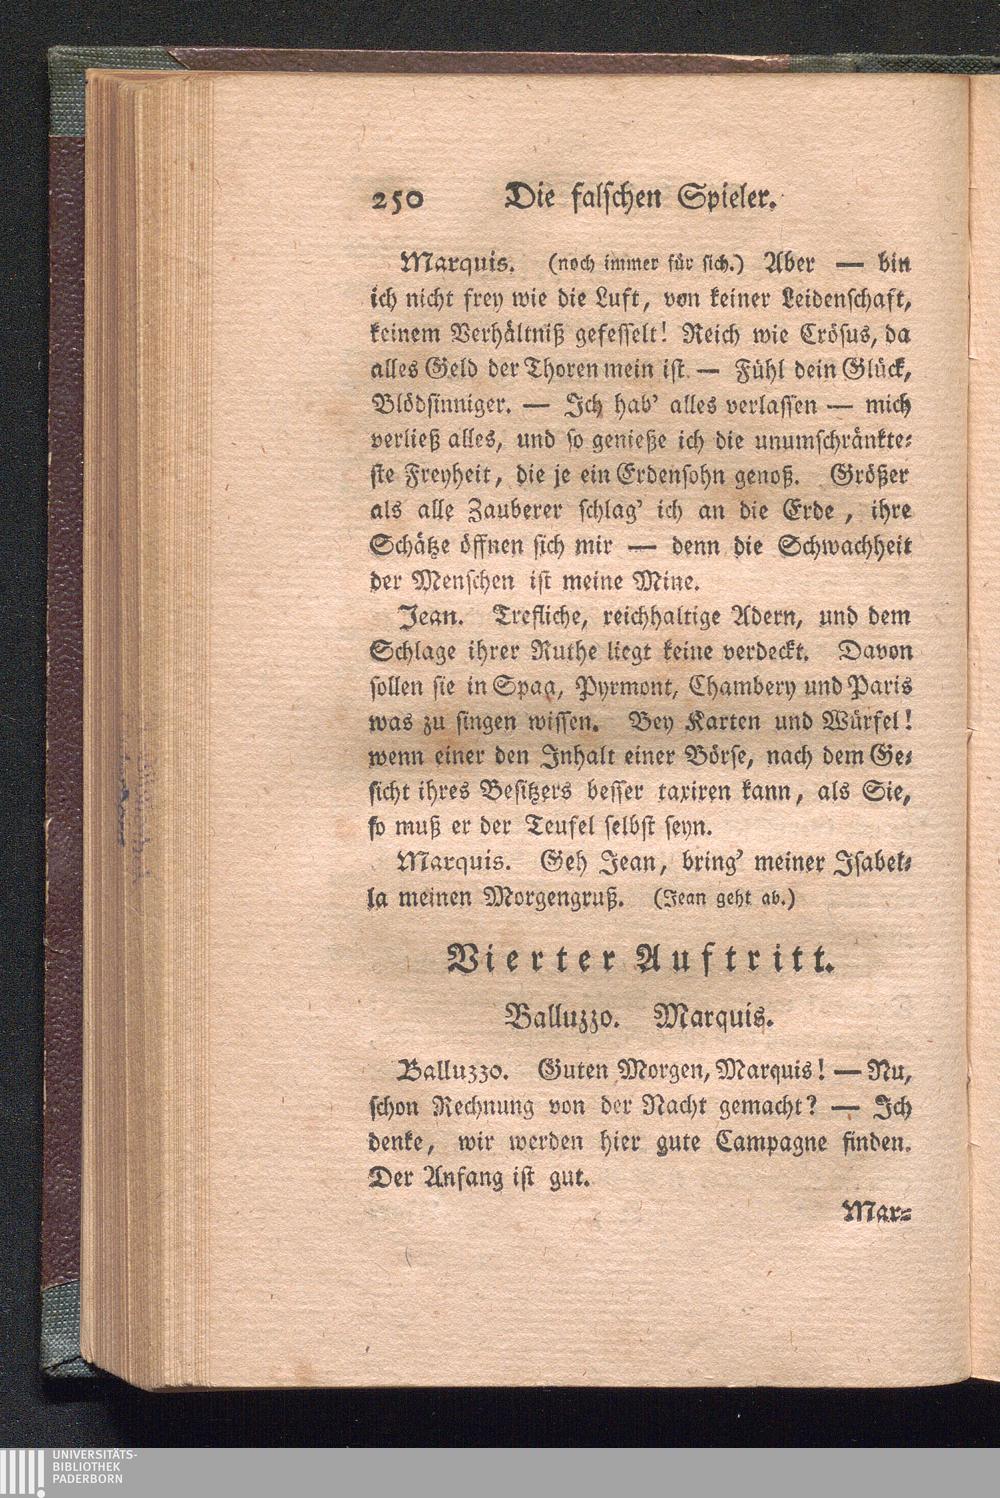 250 Die falschen Spieler.
Marquis. (noch immer für sich.) Aber — bin
ich nicht frey wie die Luft, von keiner Leidenschaft,
keinem Verhältniß gefesselt! Reich wie Crösus, da
alles Geld der Thoren mein ist — Fühl dein Glück,
Blödsinniger. — Ich hab' alles verlassen — mich
verließ alles, und so genieße ich die unumschränkte-
ste Freyheit, die je ein Erdensohn genoß. Größer
als alle Zauberer schlag' ich an die Erde, ihre
Schätze öffnen sich mir — denn die Schwachheit
der Menschen ist meine Mine.
Jean. Trefliche, reichhaltige Adern, und dem
Schlage ihrer Ruthe liegt keine verdeckt. Davon
sollen sie in Spaa, Pyrmont, Chambery und Paris
was zu singen wissen. Bey Karten und Würfel!
wenn einer den Inhalt einer Börse, nach dem Ge-
sicht ihres Besitzers besser taxiren kann, als Sie,
so muß er der Teufel selbst seyn.
Marquis. Geh Jean, bring' meiner Isabel-
la meinen Morgengruß. (Jean geht ab.)
Vierter Auftritt.
Balluzzo. Marquis.
Balluzzo. Guten Morgen, Marquis! — Nu,
schon Rechnung von der Nacht gemacht? — Ich
denke, wir werden hier gute Campagne finden.
Der Anfang ist gut.
Mar-
UNIVERSITÄTS-
BIBLIOTHEK
PADERBORN